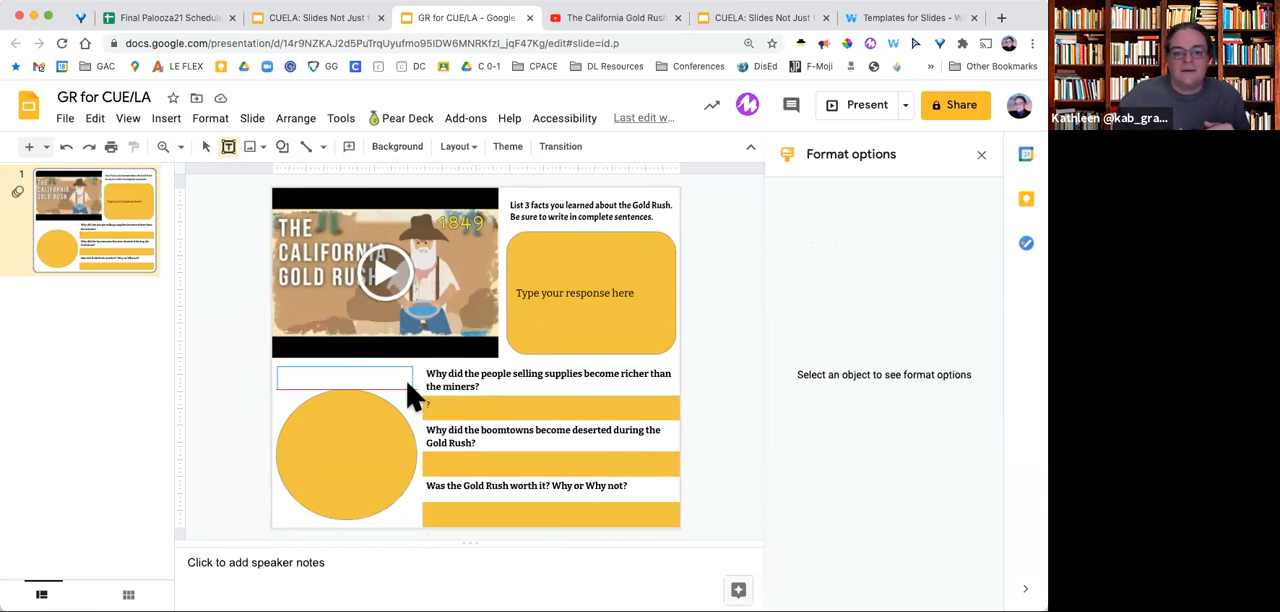 Final Palooza21 Schedul
CUELA: Slides Not Just f
GR for CUE/LA - Google
The California Gold Rush
CUELA: Slides Not Just f
Templates for Slides - W
docs.google.com/presentation/d/14r9NZKAJ2d5PuTrqUyufmo95IDW6MNRKfzI_jqF47Kg/edit#slide=id.p
GAC
LE FLEX
GG
DC
C 0-1
CPACE
DL Resources
Conferences
DisEd
F-Moji
Other Bookmarks
GR for CUE/LA
File Edit View Insert Format Slide Arrange Tools Pear Deck Add-ons Help Accessibility Last edit w...
Present
Share
Kathleen @kab_gra...
Background Layout Theme Transition
Format options
Select an object to see format options
1
THE
CALIFORNIA
GOLD RUSH
1849
List 3 facts you learned about the Gold Rush.
Be sure to write in complete sentences.
Type your response here
Why did the people selling supplies become richer than
the miners?
?
Why did the boomtowns become deserted during the
Gold Rush?
Was the Gold Rush worth it? Why or Why not?
Click to add speaker notes